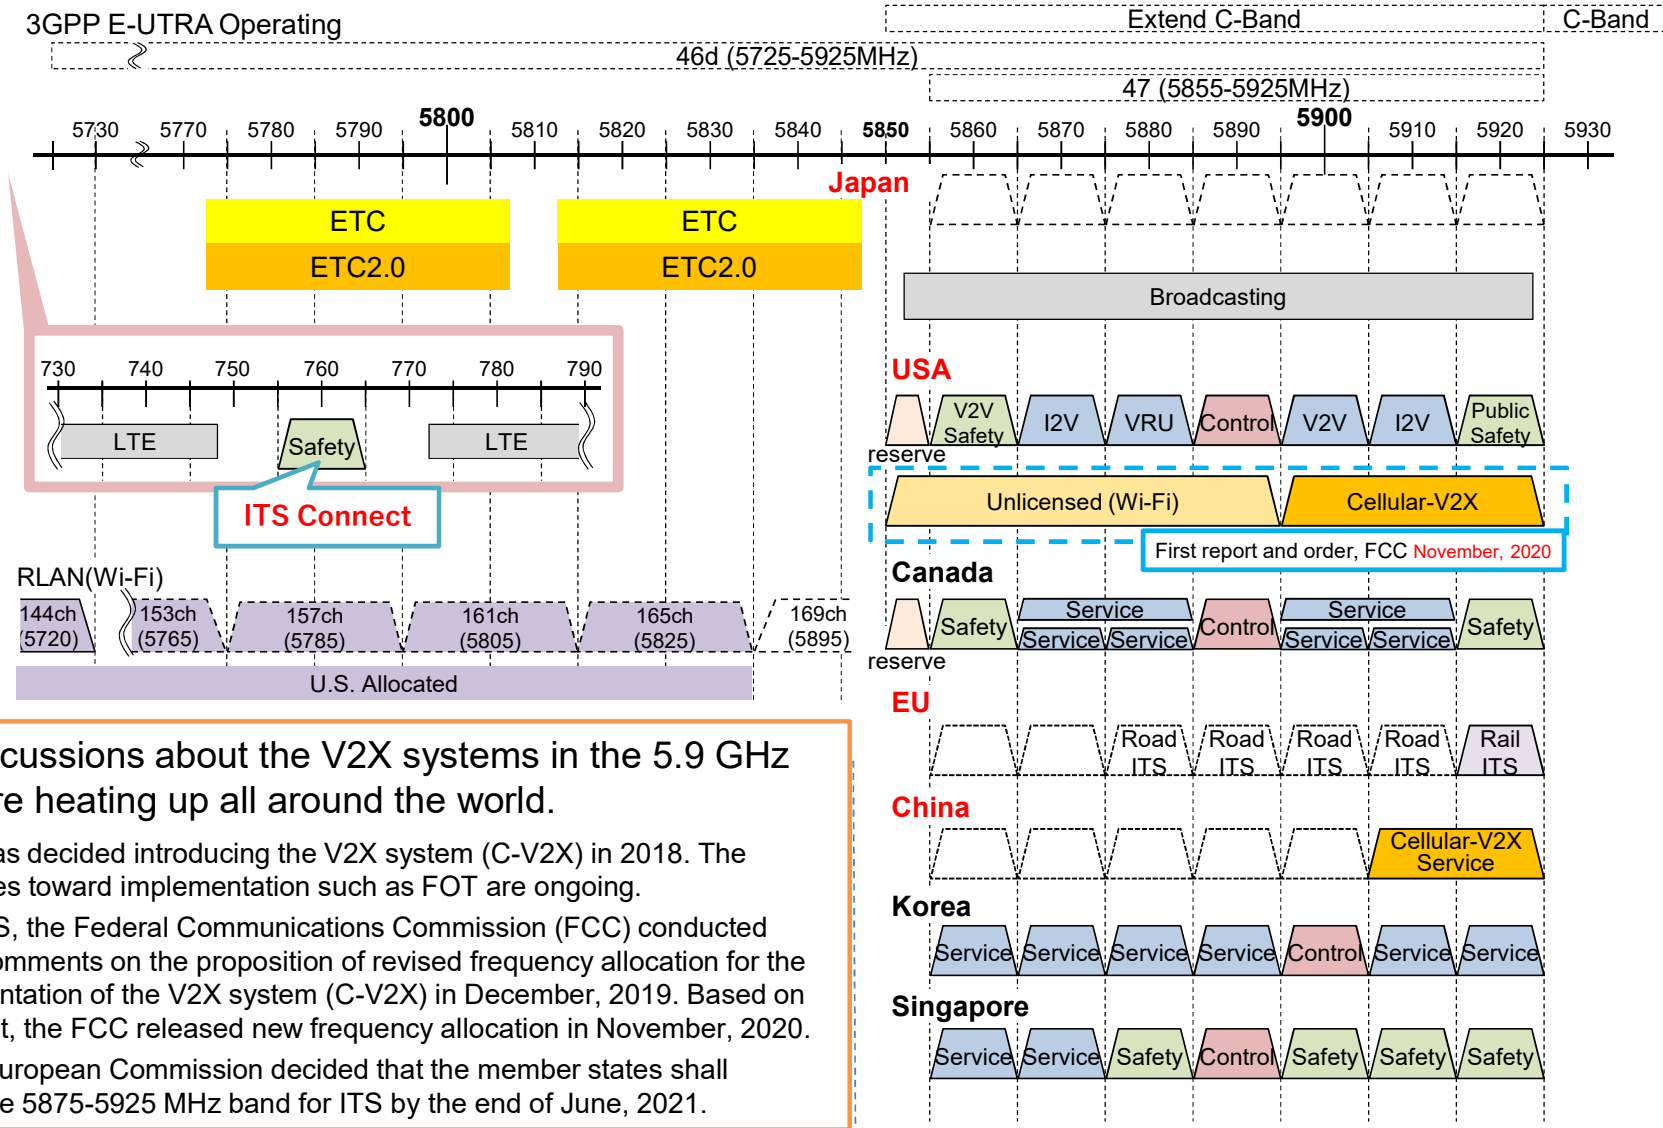 3GPP E-UTRA Operating
Extend C-Band
C-Band
46d (5725-5925MHz)
47 (5855-5925MHz)
5730 5770 5780 5790 5800 5810 5820 5830 5840 5850 5860 5870 5880 5890 5900 5910 5920 5930
Japan
ETC
ETC
ETC2.0
ETC2.0
Broadcasting
730 740 750 760 770 780 790
LTE
Safety
LTE
ITS Connect
USA
reserve
V2V
Safety
I2V
VRU
Control
V2V
I2V
Public
Safety
Unlicensed (Wi-Fi)
Cellular-V2X
First report and order, FCC November, 2020
RLAN(Wi-Fi)
144ch
(5720)
153ch
(5765)
157ch
(5785)
161ch
(5805)
165ch
(5825)
169ch
(5895)
U.S. Allocated
Canada
reserve
Safety
Service
Service
Service
Control
Service
Service
Service
Safety
EU
Road
ITS
Road
ITS
Road
ITS
Road
ITS
Rail
ITS
China
Cellular-V2X
Service
Korea
Service
Service
Service
Service
Control
Service
Service
Singapore
Service
Service
Safety
Control
Safety
Safety
Safety
cussions about the V2X systems in the 5.9 GHz
re heating up all around the world.
as decided introducing the V2X system (C-V2X) in 2018. The
es toward implementation such as FOT are ongoing.
S, the Federal Communications Commission (FCC) conducted
omments on the proposition of revised frequency allocation for the
ntation of the V2X system (C-V2X) in December, 2019. Based on
t, the FCC released new frequency allocation in November, 2020.
uropean Commission decided that the member states shall
e 5875-5925 MHz band for ITS by the end of June, 2021.